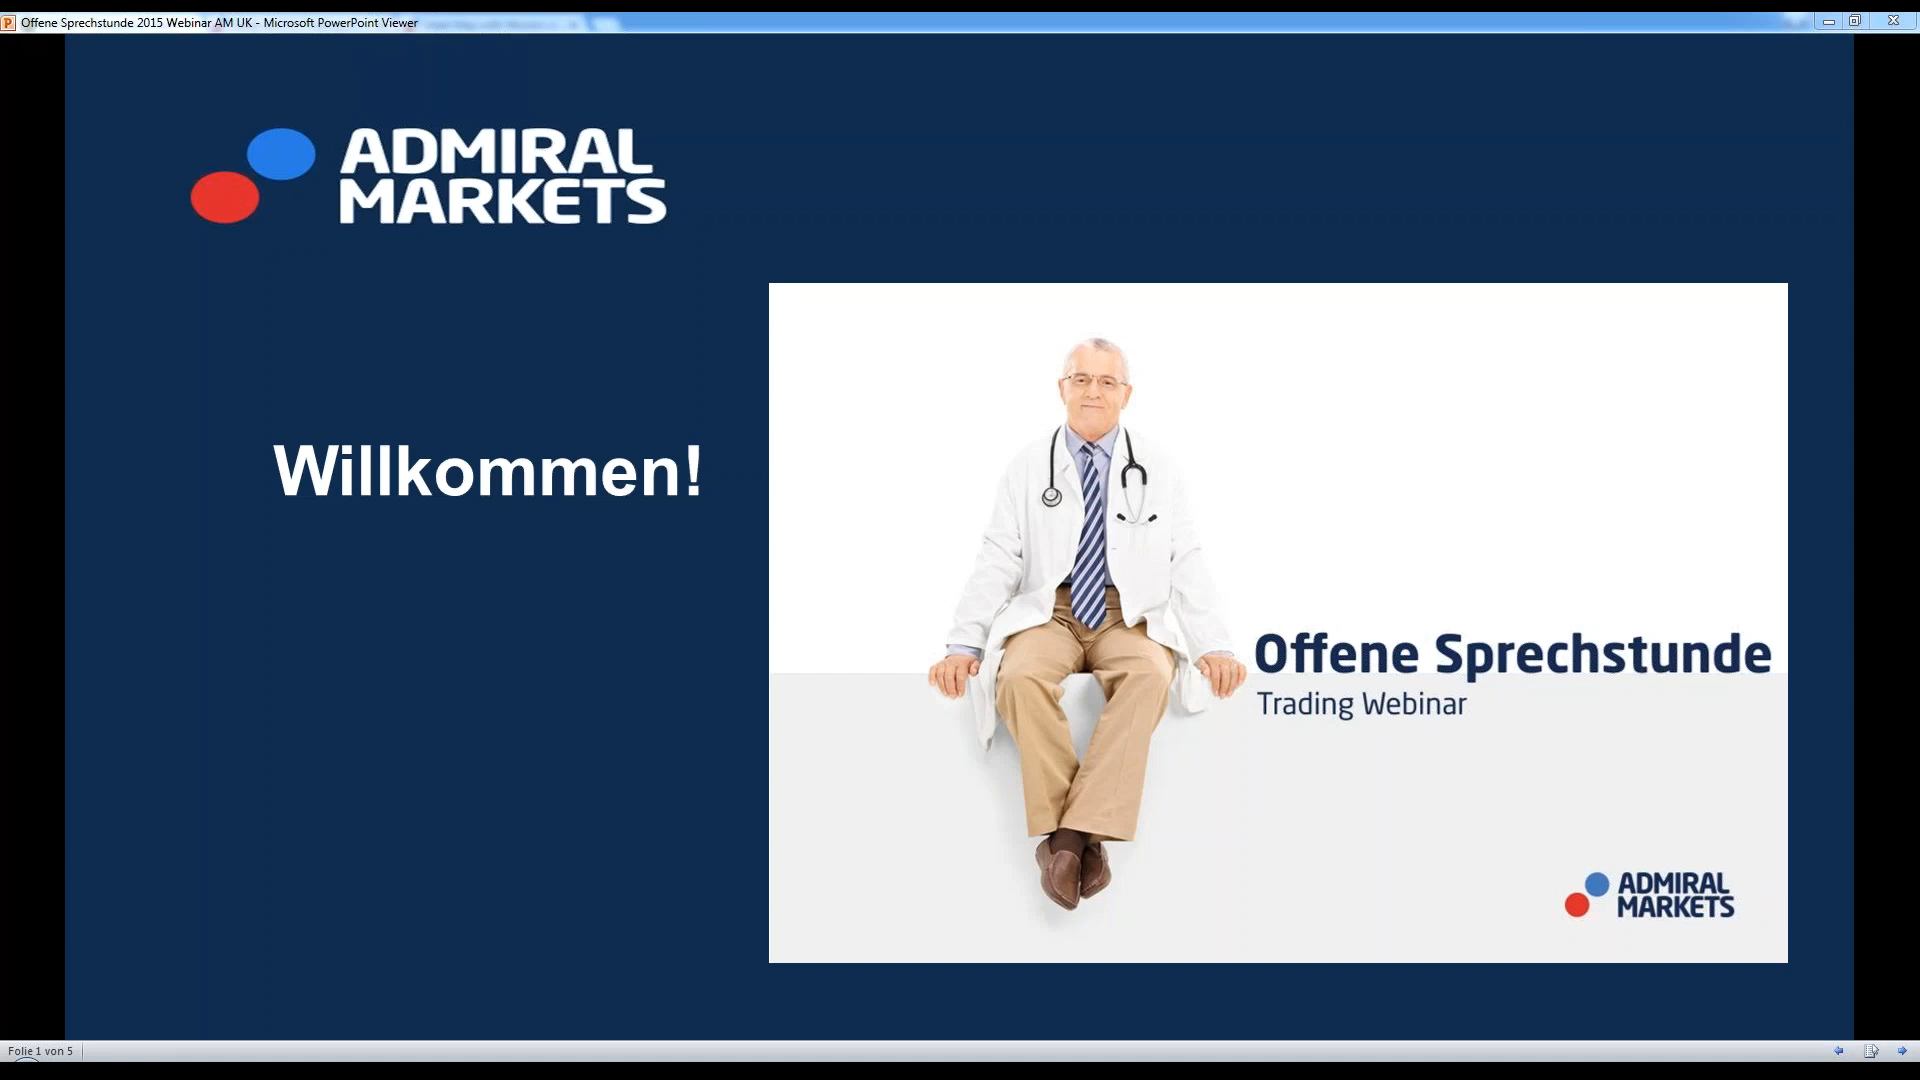 Offene Sprechstunde 2015 Webinar AM UK - Microsoft PowerPoint Viewer
ADMIRAL
MARKETS
Willkommen!
Offene Sprechstunde
Trading Webinar
ADMIRAL
MARKETS
Folie 1 von 5